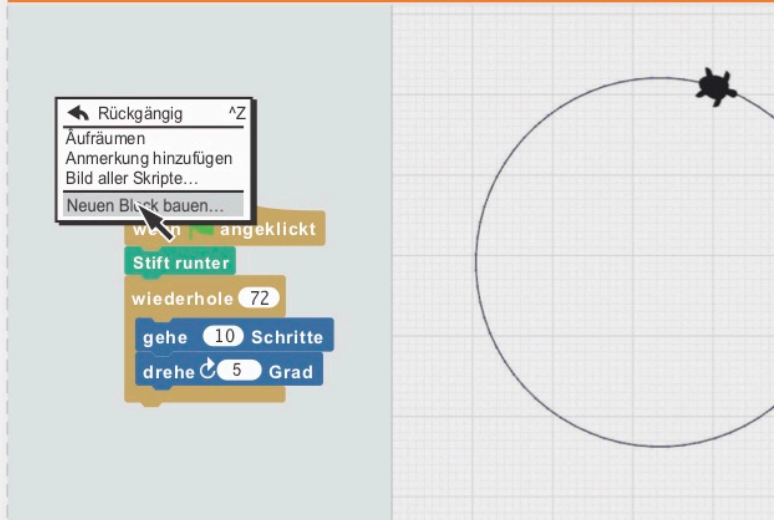 Rückgängig ^Z
Aufräumen
Anmerkung hinzufügen
Bild aller Skripte...
Neuen Block bauen...
wenn angeklickt
Stift runter
wiederhole 72
gehe 10 Schritte
drehe 5 Grad